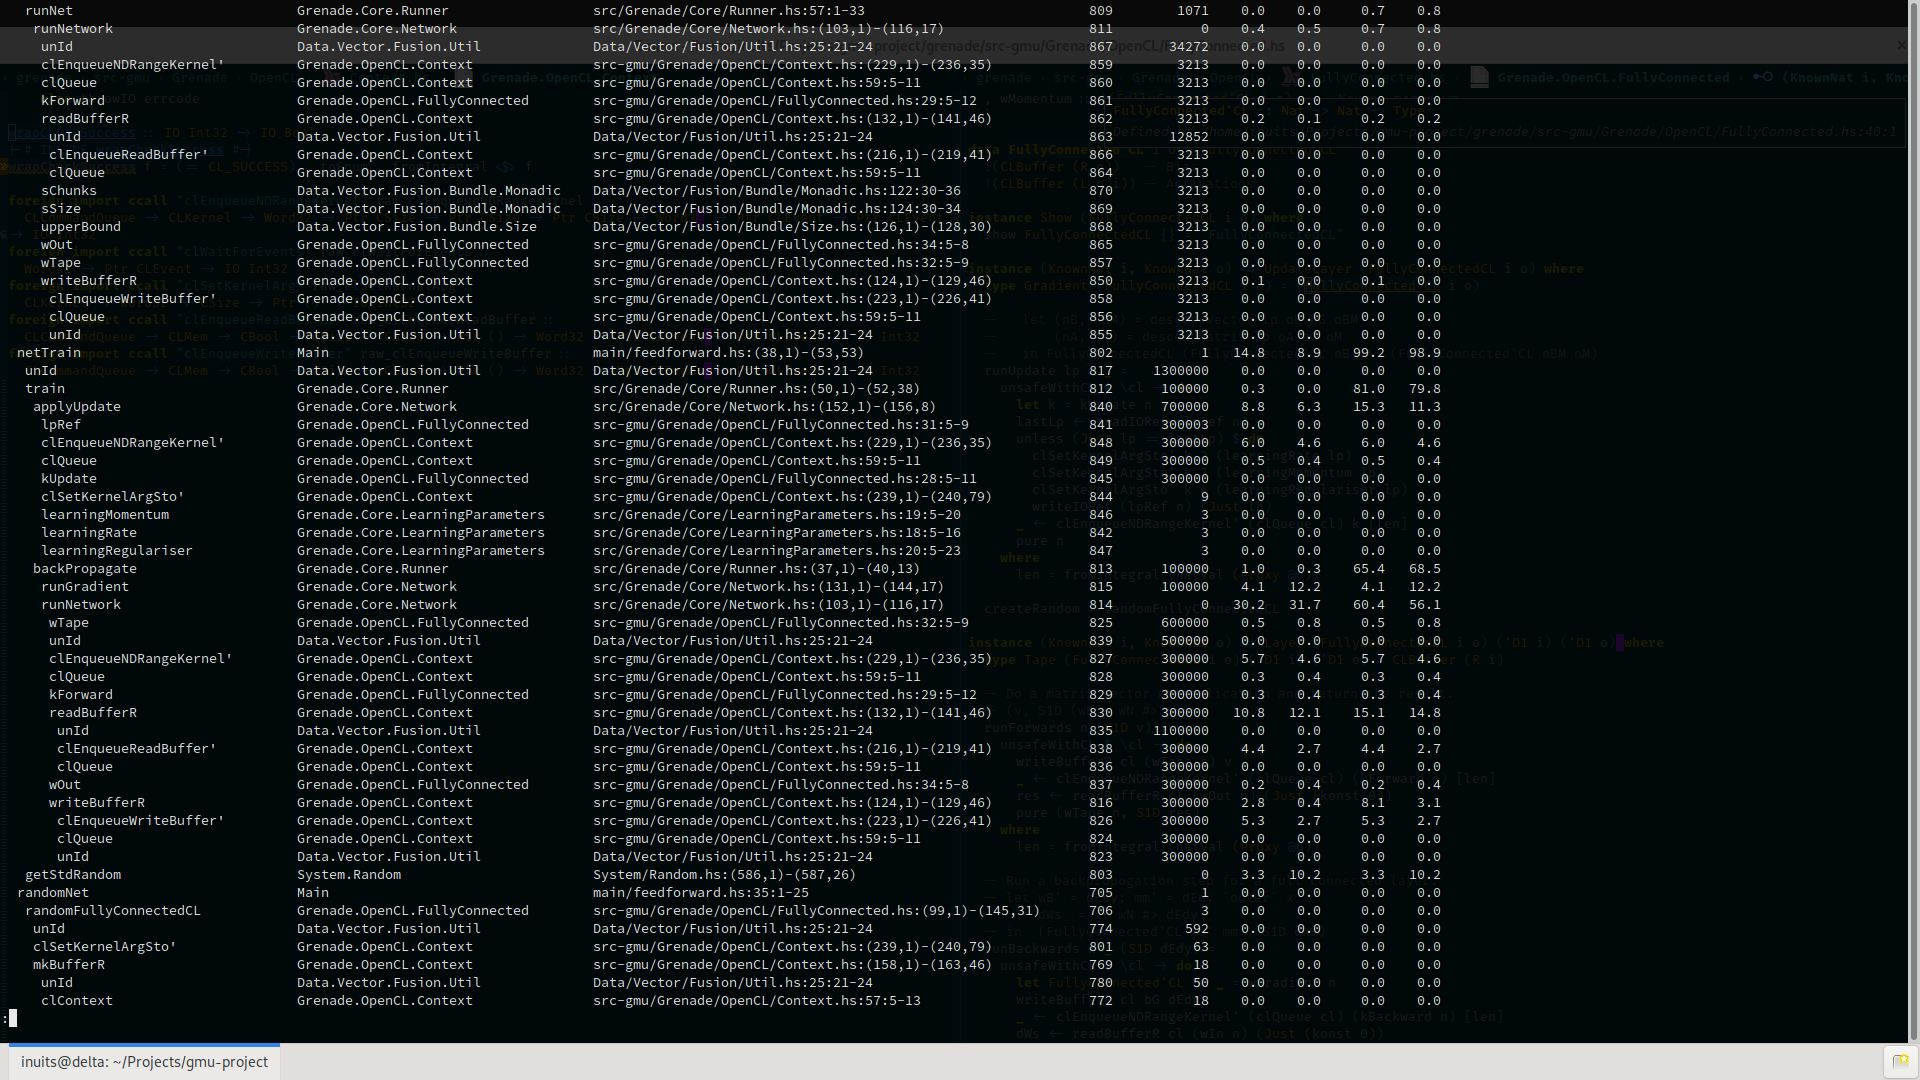 runNet Grenade.Core.Runner src/Grenade/Core/Runner.hs:57:1-33 809 1071 0.0 0.0 0.7 0.8
runNetwork Grenade.Core.Network src/Grenade/Core/Network.hs:(103,1)-(116,17) 811 0 0.4 0.5 0.7 0.8
unId Data.Vector.Fusion.Util Data/Vector/Fusion/Util.hs:25:21-24 867 34272 0.0 0.0 0.0 0.0
clEnqueueNDRangeKernel' Grenade.OpenCL.Context src-gmu/Grenade/OpenCL/Context.hs:(229,1)-(236,35) 859 3213 0.0 0.0 0.0 0.0
clQueue Grenade.OpenCL.Context src-gmu/Grenade/OpenCL/Context.hs:59:5-11 860 3213 0.0 0.0 0.0 0.0
kForward Grenade.OpenCL.FullyConnected src-gmu/Grenade/OpenCL/FullyConnected.hs:29:5-12 861 3213 0.0 0.0 0.0 0.0
readBufferR Grenade.OpenCL.Context src-gmu/Grenade/OpenCL/Context.hs:(132,1)-(141,46) 862 3213 0.2 0.1 0.2 0.2
unId Data.Vector.Fusion.Util Data/Vector/Fusion/Util.hs:25:21-24 863 12852 0.0 0.0 0.0 0.0
clEnqueueReadBuffer' Grenade.OpenCL.Context src-gmu/Grenade/OpenCL/Context.hs:(216,1)-(219,41) 866 3213 0.0 0.0 0.0 0.0
clQueue Grenade.OpenCL.Context src-gmu/Grenade/OpenCL/Context.hs:59:5-11 864 3213 0.0 0.0 0.0 0.0
sChunks Data.Vector.Fusion.Bundle.Monadic Data/Vector/Fusion/Bundle/Monadic.hs:122:30-36 870 3213 0.0 0.0 0.0 0.0
sSize Data.Vector.Fusion.Bundle.Monadic Data/Vector/Fusion/Bundle/Monadic.hs:124:30-34 869 3213 0.0 0.0 0.0 0.0
upperBound Data.Vector.Fusion.Bundle.Size Data/Vector/Fusion/Bundle/Size.hs:(126,1)-(128,30) 868 3213 0.0 0.0 0.0 0.0
wOut Grenade.OpenCL.FullyConnected src-gmu/Grenade/OpenCL/FullyConnected.hs:34:5-8 865 3213 0.0 0.0 0.0 0.0
wTape Grenade.OpenCL.FullyConnected src-gmu/Grenade/OpenCL/FullyConnected.hs:32:5-9 857 3213 0.0 0.0 0.0 0.0
writeBufferR Grenade.OpenCL.Context src-gmu/Grenade/OpenCL/Context.hs:(124,1)-(129,46) 850 3213 0.1 0.0 0.1 0.0
clEnqueueWriteBuffer' Grenade.OpenCL.Context src-gmu/Grenade/OpenCL/Context.hs:(223,1)-(226,41) 858 3213 0.0 0.0 0.0 0.0
clQueue Grenade.OpenCL.Context src-gmu/Grenade/OpenCL/Context.hs:59:5-11 856 3213 0.0 0.0 0.0 0.0
unId Data.Vector.Fusion.Util Data/Vector/Fusion/Util.hs:25:21-24 855 3213 0.0 0.0 0.0 0.0
netTrain Main main/feedforward.hs:(38,1)-(53,53) 802 1 14.8 8.9 99.2 98.9
unId Data.Vector.Fusion.Util Data/Vector/Fusion/Util.hs:25:21-24 817 1300000 0.0 0.0 0.0 0.0
train Grenade.Core.Runner src/Grenade/Core/Runner.hs:(50,1)-(52,38) 812 100000 0.3 0.0 81.0 79.8
applyUpdate Grenade.Core.Network src/Grenade/Core/Network.hs:(152,1)-(156,8) 840 700000 8.8 6.3 15.3 11.3
lpRef Grenade.OpenCL.FullyConnected src-gmu/Grenade/OpenCL/FullyConnected.hs:31:5-9 841 300003 0.0 0.0 0.0 0.0
clEnqueueNDRangeKernel' Grenade.OpenCL.Context src-gmu/Grenade/OpenCL/Context.hs:(229,1)-(236,35) 848 300000 6.0 4.6 6.0 4.6
clQueue Grenade.OpenCL.Context src-gmu/Grenade/OpenCL/Context.hs:59:5-11 849 300000 0.5 0.4 0.5 0.4
kUpdate Grenade.OpenCL.FullyConnected src-gmu/Grenade/OpenCL/FullyConnected.hs:28:5-11 845 300000 0.0 0.0 0.0 0.0
clSetKernelArgSto' Grenade.OpenCL.Context src-gmu/Grenade/OpenCL/Context.hs:(239,1)-(240,79) 844 9 0.0 0.0 0.0 0.0
learningMomentum Grenade.Core.LearningParameters src/Grenade/Core/LearningParameters.hs:19:5-20 846 3 0.0 0.0 0.0 0.0
learningRate Grenade.Core.LearningParameters src/Grenade/Core/LearningParameters.hs:18:5-16 842 3 0.0 0.0 0.0 0.0
learningRegulariser Grenade.Core.LearningParameters src/Grenade/Core/LearningParameters.hs:20:5-23 847 3 0.0 0.0 0.0 0.0
backPropagate Grenade.Core.Runner src/Grenade/Core/Runner.hs:(37,1)-(40,13) 813 100000 1.0 0.3 65.4 68.5
runGradient Grenade.Core.Network src/Grenade/Core/Network.hs:(131,1)-(144,17) 815 100000 4.1 12.2 4.1 12.2
runNetwork Grenade.Core.Network src/Grenade/Core/Network.hs:(103,1)-(116,17) 814 0 30.2 31.7 60.4 56.1
wTape Grenade.OpenCL.FullyConnected src-gmu/Grenade/OpenCL/FullyConnected.hs:32:5-9 825 600000 0.5 0.8 0.5 0.8
unId Data.Vector.Fusion.Util Data/Vector/Fusion/Util.hs:25:21-24 839 500000 0.0 0.0 0.0 0.0
clEnqueueNDRangeKernel' Grenade.OpenCL.Context src-gmu/Grenade/OpenCL/Context.hs:(229,1)-(236,35) 827 300000 5.7 4.6 5.7 4.6
clQueue Grenade.OpenCL.Context src-gmu/Grenade/OpenCL/Context.hs:59:5-11 828 300000 0.3 0.4 0.3 0.4
kForward Grenade.OpenCL.FullyConnected src-gmu/Grenade/OpenCL/FullyConnected.hs:29:5-12 829 300000 0.3 0.4 0.3 0.4
readBufferR Grenade.OpenCL.Context src-gmu/Grenade/OpenCL/Context.hs:(132,1)-(141,46) 830 300000 10.8 12.1 15.1 14.8
unId Data.Vector.Fusion.Util Data/Vector/Fusion/Util.hs:25:21-24 835 1100000 0.0 0.0 0.0 0.0
clEnqueueReadBuffer' Grenade.OpenCL.Context src-gmu/Grenade/OpenCL/Context.hs:(216,1)-(219,41) 838 300000 4.4 2.7 4.4 2.7
clQueue Grenade.OpenCL.Context src-gmu/Grenade/OpenCL/Context.hs:59:5-11 836 300000 0.0 0.0 0.0 0.0
wOut Grenade.OpenCL.FullyConnected src-gmu/Grenade/OpenCL/FullyConnected.hs:34:5-8 837 300000 0.2 0.4 0.2 0.4
writeBufferR Grenade.OpenCL.Context src-gmu/Grenade/OpenCL/Context.hs:(124,1)-(129,46) 816 300000 2.8 0.4 8.1 3.1
clEnqueueWriteBuffer' Grenade.OpenCL.Context src-gmu/Grenade/OpenCL/Context.hs:(223,1)-(226,41) 826 300000 5.3 2.7 5.3 2.7
clQueue Grenade.OpenCL.Context src-gmu/Grenade/OpenCL/Context.hs:59:5-11 824 300000 0.0 0.0 0.0 0.0
unId Data.Vector.Fusion.Util Data/Vector/Fusion/Util.hs:25:21-24 823 300000 0.0 0.0 0.0 0.0
getStdRandom System.Random System/Random.hs:(586,1)-(587,26) 803 0 3.3 10.2 3.3 10.2
randomNet Main main/feedforward.hs:35:1-25 705 1 0.0 0.0 0.0 0.0
randomFullyConnectedCL Grenade.OpenCL.FullyConnected src-gmu/Grenade/OpenCL/FullyConnected.hs:(99,1)-(145,31) 706 3 0.0 0.0 0.0 0.0
unId Data.Vector.Fusion.Util Data/Vector/Fusion/Util.hs:25:21-24 774 592 0.0 0.0 0.0 0.0
clSetKernelArgSto' Grenade.OpenCL.Context src-gmu/Grenade/OpenCL/Context.hs:(239,1)-(240,79) 801 63 0.0 0.0 0.0 0.0
mkBufferR Grenade.OpenCL.Context src-gmu/Grenade/OpenCL/Context.hs:(158,1)-(163,46) 769 18 0.0 0.0 0.0 0.0
unId Data.Vector.Fusion.Util Data/Vector/Fusion/Util.hs:25:21-24 780 50 0.0 0.0 0.0 0.0
clContext Grenade.OpenCL.Context src-gmu/Grenade/OpenCL/Context.hs:57:5-13 772 18 0.0 0.0 0.0 0.0
:
inuits@delta: ~/Projects/gmu-project